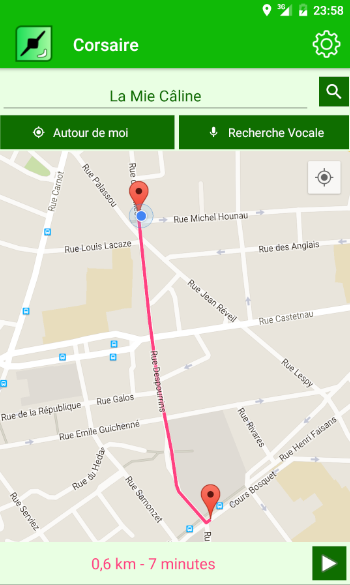 3G 23:58
Corsaire
La Mie Câline
Autour de moi
Recherche Vocale
Rue Carnot
Rue Palassou
Rue Michel Hounau
Rue Louis Lacaze
Rue des Anglais
Rue Jean Réveil
Rue Castetnau
Rue Despourrins
Rue Lespy
Rue Galos
Rue de la République
Rue Emile Guichenné
Rue Rivares
Rue Henri Faisans
Rue du Hédas
Rue Samonzet
Cours Bosquet
Rue Serviez
Ru
0,6 km - 7 minutes